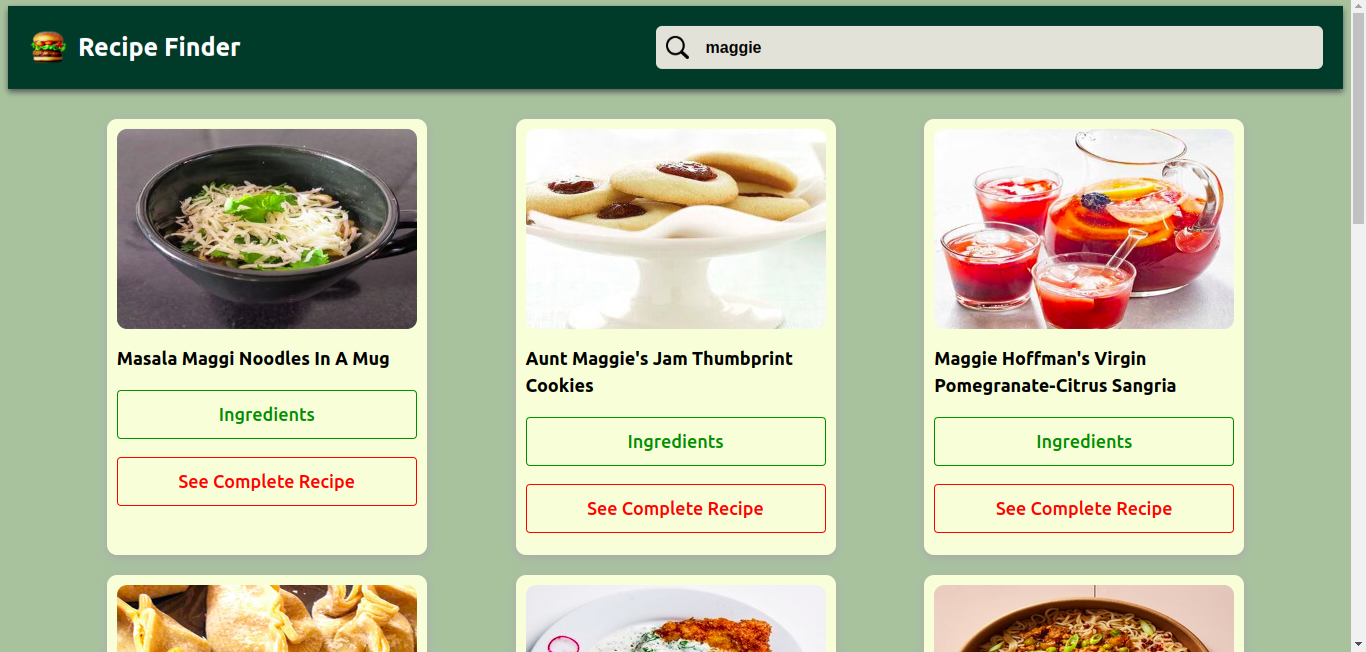 Recipe Finder
maggie
Masala Maggi Noodles In A Mug
Ingredients
See Complete Recipe
Aunt Maggie's Jam Thumbprint
Cookies
Ingredients
See Complete Recipe
Maggie Hoffman's Virgin
Pomegranate-Citrus Sangria
Ingredients
See Complete Recipe